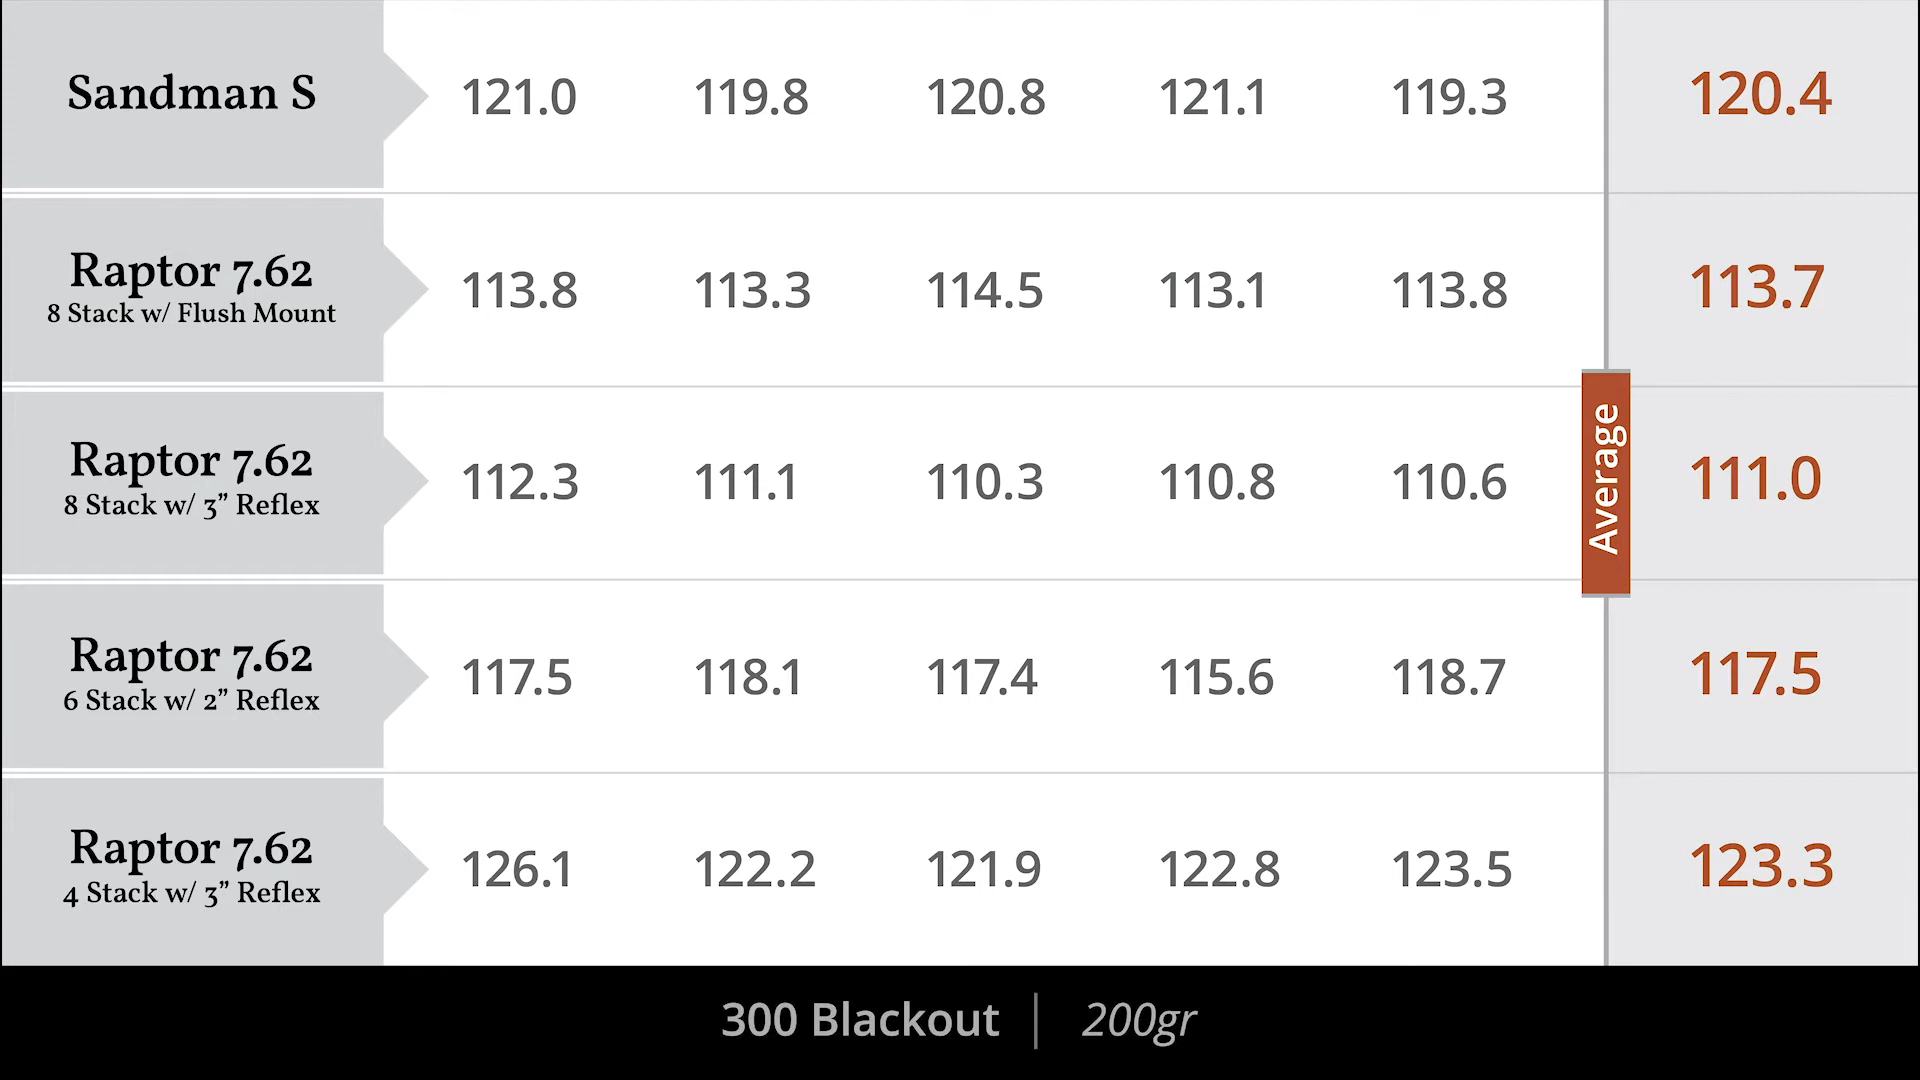 Sandman S 121.0 119.8 120.8 121.1 119.3 120.4
Raptor 7.62
8 Stack w/ Flush Mount
113.8 113.3 114.5 113.1 113.8 113.7
Raptor 7.62
8 Stack w/ 3” Reflex
112.3 111.1 110.3 110.8 110.6 111.0
Average
Raptor 7.62
6 Stack w/ 2” Reflex
117.5 118.1 117.4 115.6 118.7 117.5
Raptor 7.62
4 Stack w/ 3” Reflex
126.1 122.2 121.9 122.8 123.5 123.3
300 Blackout | 200gr